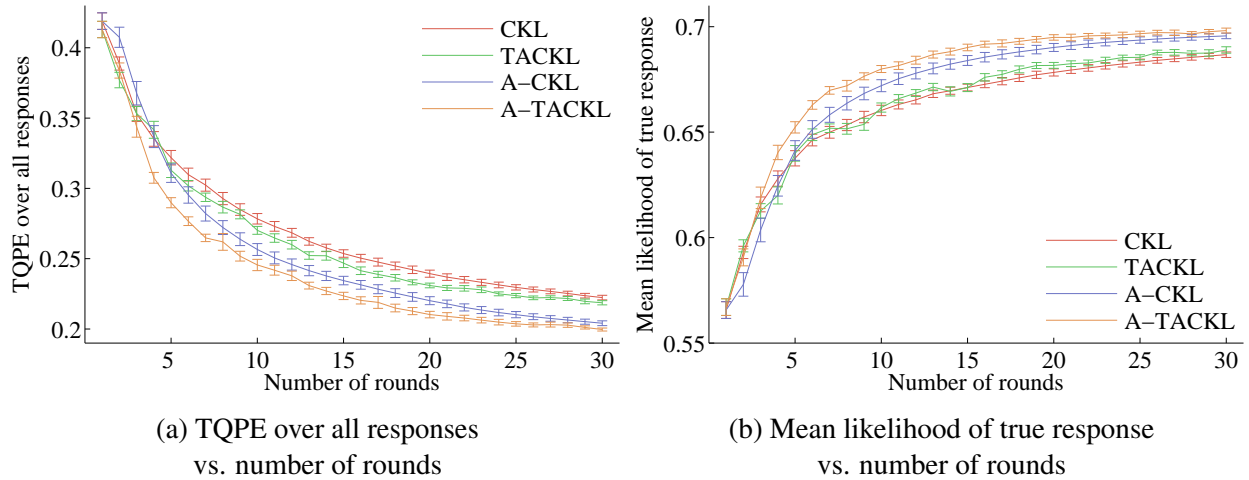 TQPE over all responses
0.4
0.35
0.3
0.25
0.2
5 10 15 20 25 30
Number of rounds
CKL
TACKL
A−CKL
A−TACKL
(a) TQPE over all responses
vs. number of rounds
Mean likelihood of true response
0.7
0.65
0.6
0.55
5 10 15 20 25 30
Number of rounds
CKL
TACKL
A−CKL
A−TACKL
(b) Mean likelihood of true response
vs. number of rounds